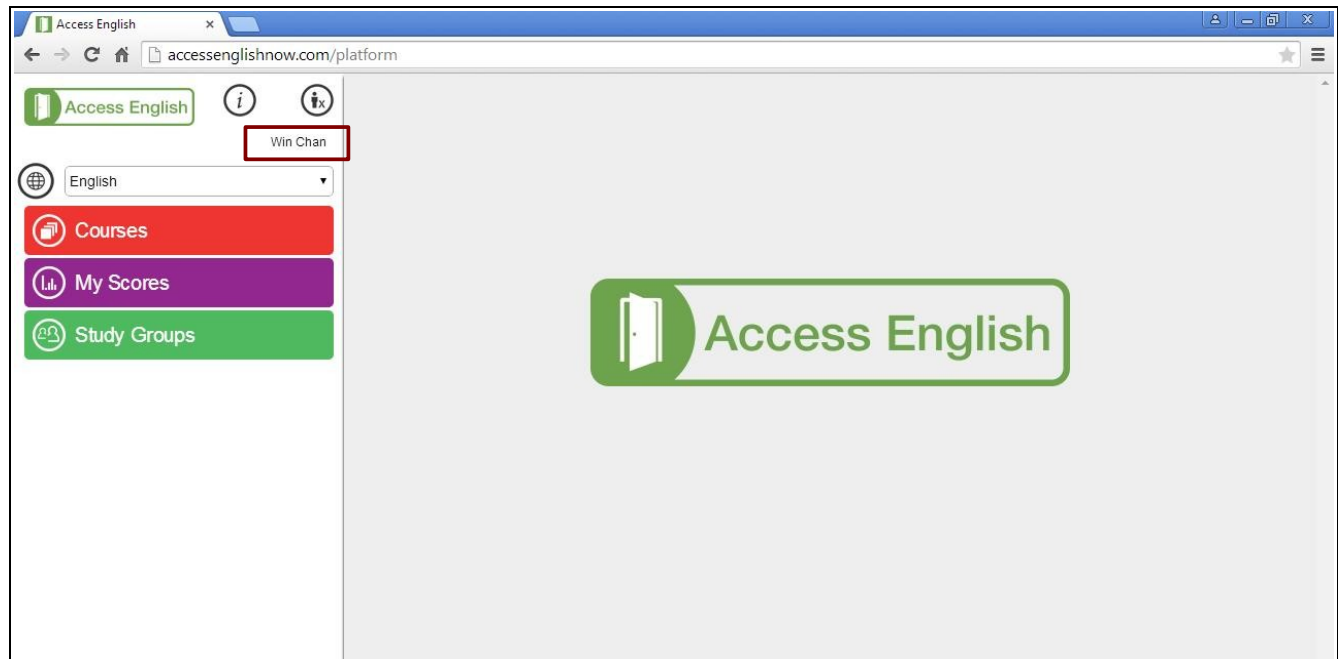 Access English
accessenglishnow.com/platform
Access English
i
x
Win Chan
English
Courses
My Scores
Study Groups
Access English